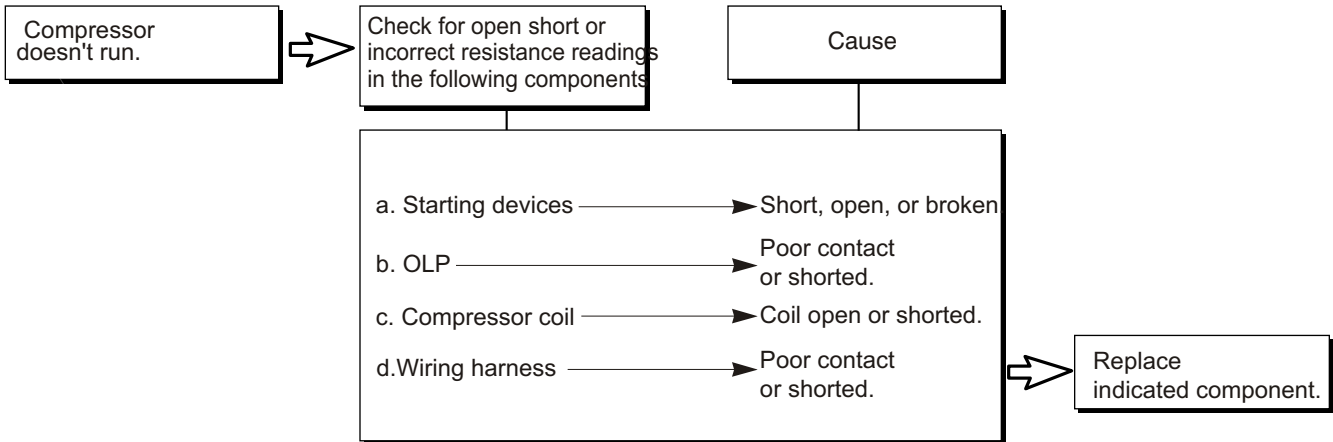 Compressor
doesn't run.
Check for open short or
incorrect resistance readings
in the following components
Cause
a. Starting devices
Short, open, or broken
b. OLP
Poor contact
or shorted.
c. Compressor coil
Coil open or shorted.
d.Wiring harness
Poor contact
or shorted.
Replace
indicated component.